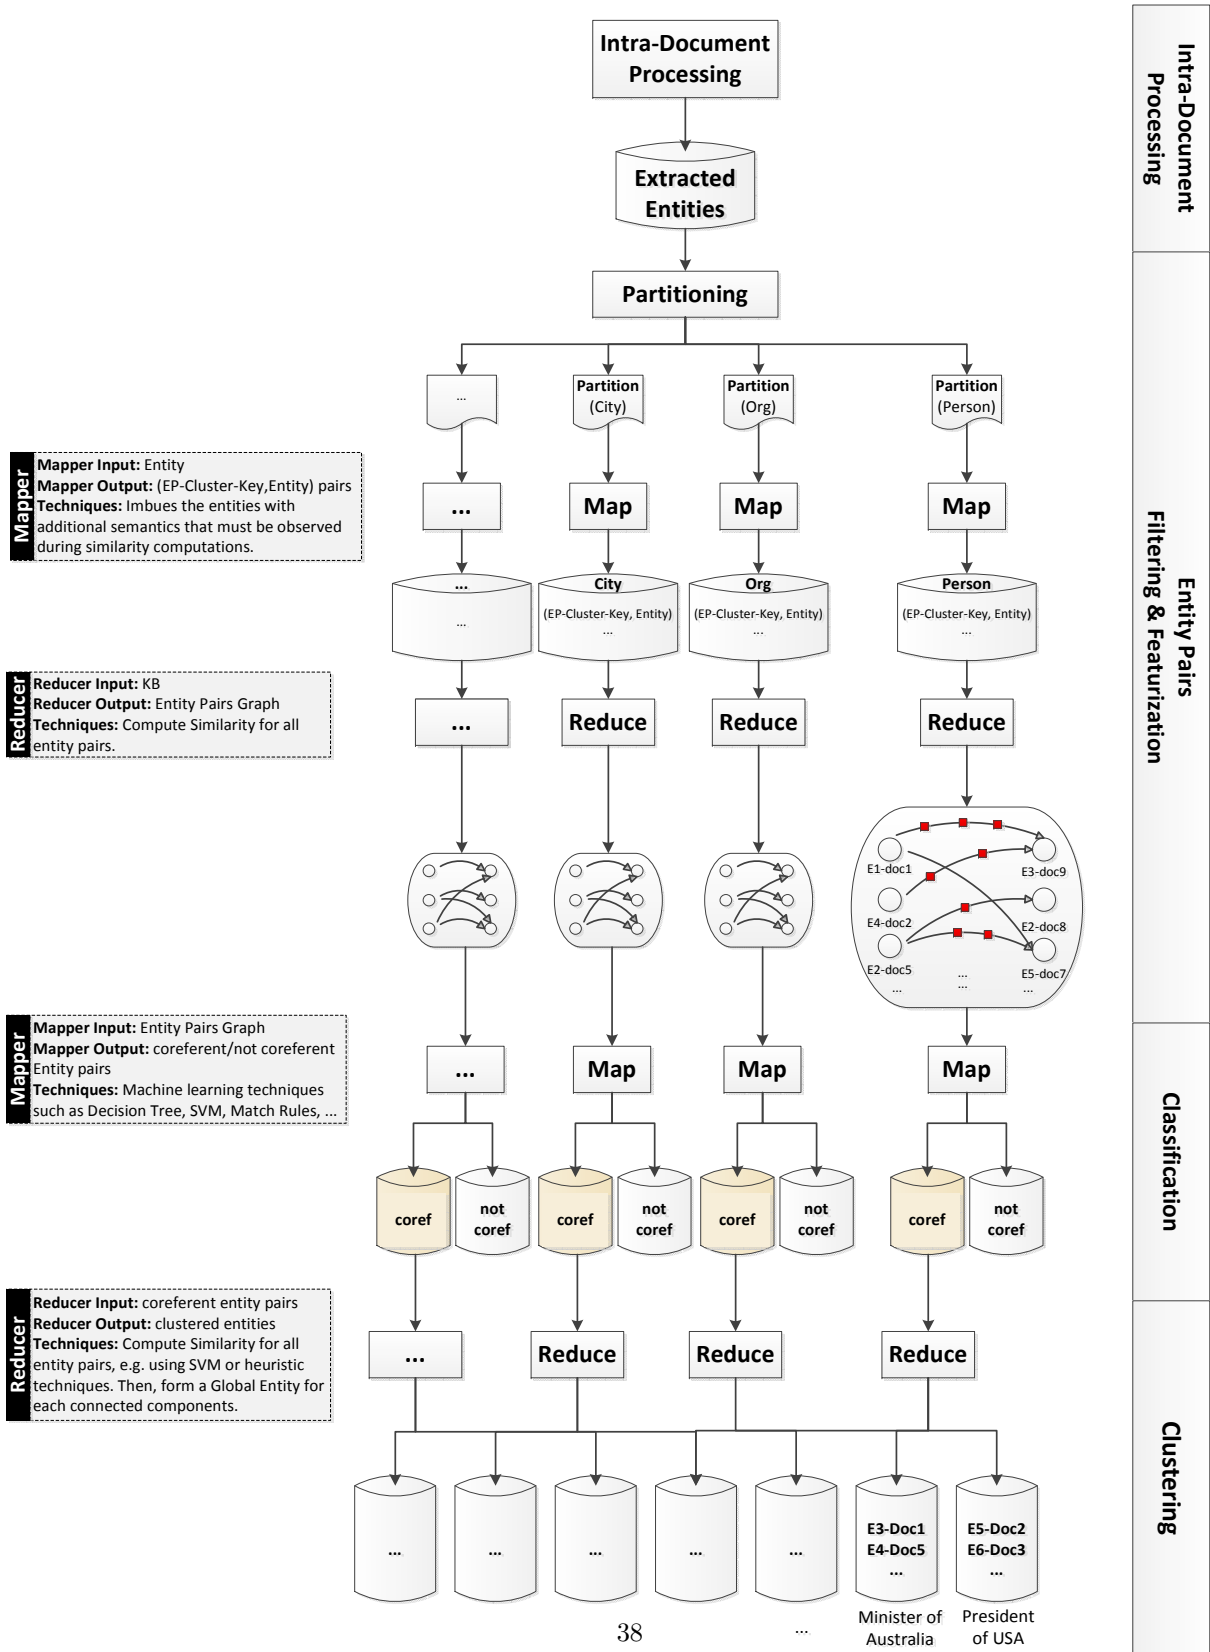 Intra-Document
Processing
Extracted
Entities
Partitioning
...
Partition
(City)
Partition
(Org)
Partition
(Person)
Mapper
Mapper Input: Entity
Mapper Output: (EP-Cluster-Key,Entity) pairs
Techniques: Imbues the entities with
additional semantics that must be observed
during similarity computations.
...
Map
Map
Map
...
...
City
(EP-Cluster-Key, Entity)
...
Org
(EP-Cluster-Key, Entity)
...
Person
(EP-Cluster-Key, Entity)
...
Reducer
Reducer Input: KB
Reducer Output: Entity Pairs Graph
Techniques: Compute Similarity for all
entity pairs.
...
Reduce
Reduce
Reduce
E1-doc1
E3-doc9
E4-doc2
E2-doc8
E2-doc5
E5-doc7
...
...
...
...
Mapper
Mapper Input: Entity Pairs Graph
Mapper Output: coreferent/not coreferent
Entity pairs
Techniques: Machine learning techniques
such as Decision Tree, SVM, Match Rules, ...
...
Map
Map
Map
coref
not
coref
coref
not
coref
coref
not
coref
coref
not
coref
Reducer
Reducer Input: coreferent entity pairs
Reducer Output: clustered entities
Techniques: Compute Similarity for all
entity pairs, e.g. using SVM or heuristic
techniques. Then, form a Global Entity for
each connected components.
...
Reduce
Reduce
Reduce
...
...
...
...
...
E3-Doc1
E4-Doc5
...
E5-Doc2
E6-Doc3
...
...
Minister of
Australia
President
of USA
Intra-Document
Processing
Entity Pairs
Filtering & Featurization
Classification
Clustering
38